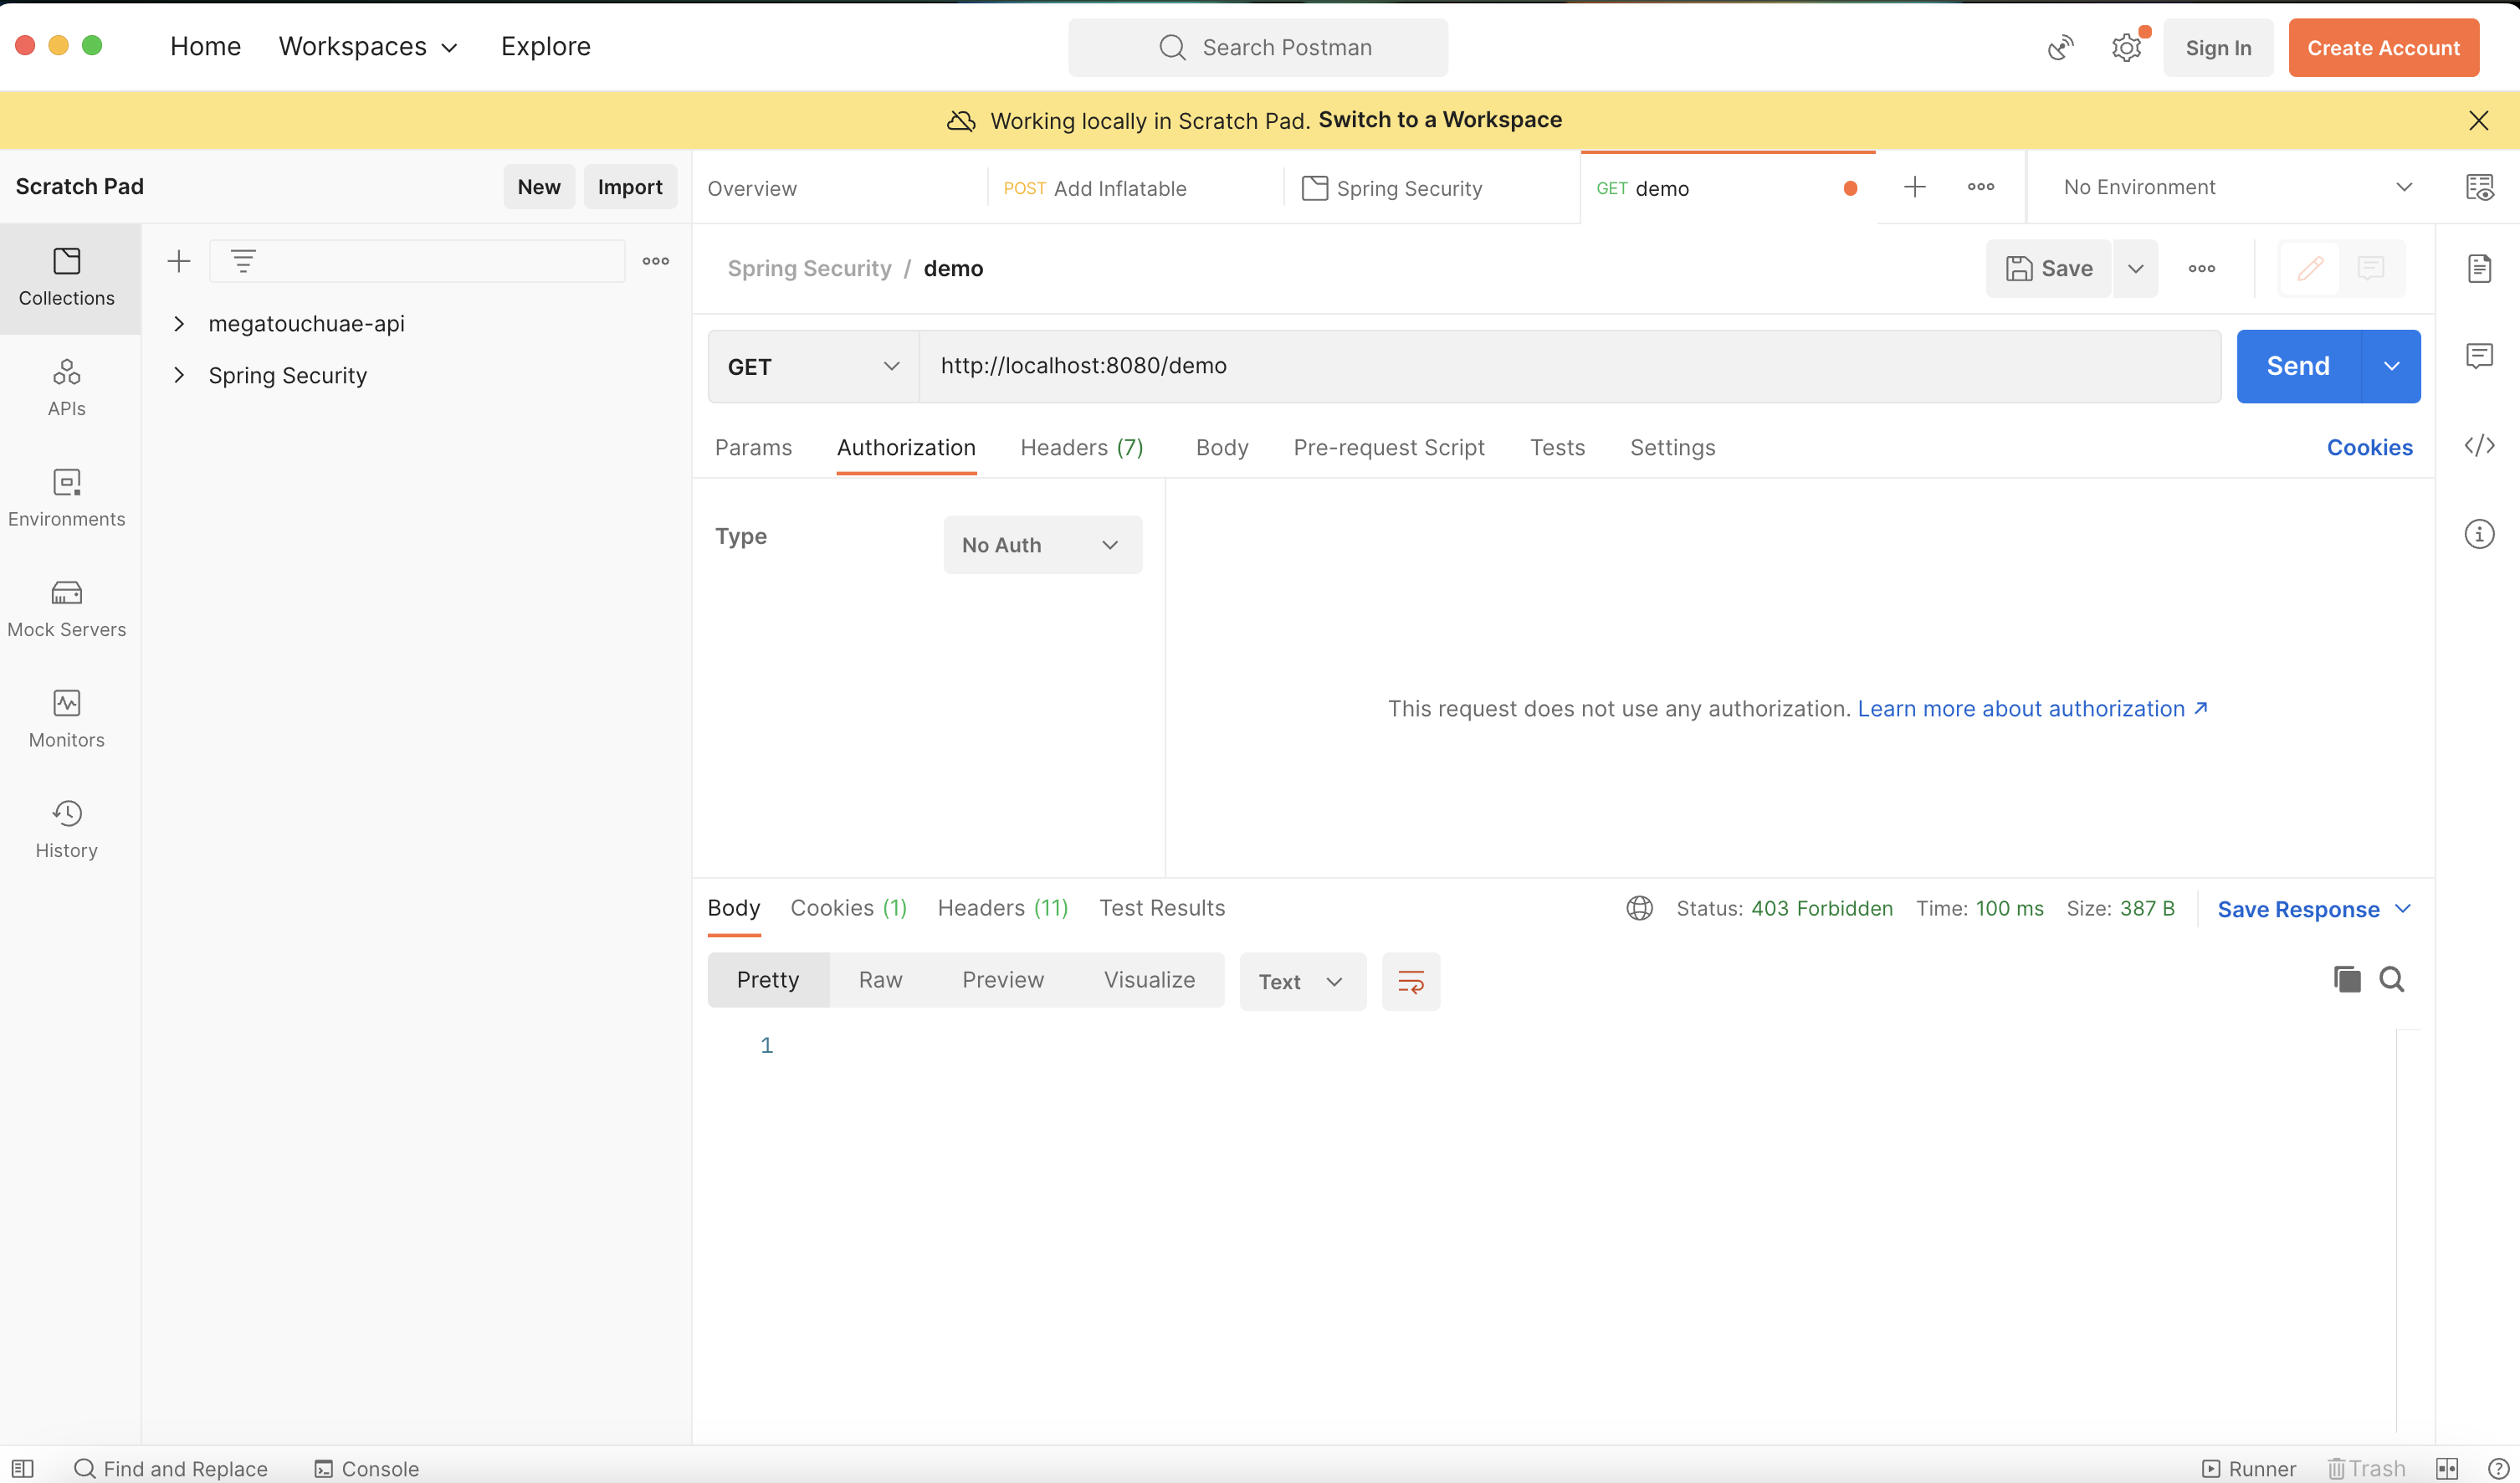 Home Workspaces Explore Search Postman Sign In Create Account
Working locally in Scratch Pad. Switch to a Workspace
Scratch Pad New Import Overview POST Add Inflatable Spring Security GET demo No Environment
Collections
APIs
Environments
Mock Servers
Monitors
History
megatouchuae-api
Spring Security
Spring Security / demo Save
GET http://localhost:8080/demo Send
Params Authorization Headers (7) Body Pre-request Script Tests Settings Cookies
Type No Auth
This request does not use any authorization. Learn more about authorization ↗
Body Cookies (1) Headers (11) Test Results Status: 403 Forbidden Time: 100 ms Size: 387 B Save Response
Pretty Raw Preview Visualize Text
1
Find and Replace Console Runner Trash